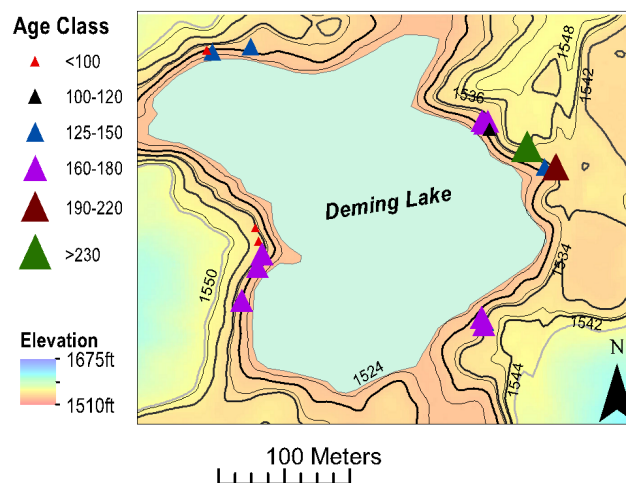 Age Class
<100
100-120
125-150
160-180
190-220
>230
Elevation
1675ft
1510ft
1548
1542
1536
Deming Lake
1534
1550
1542
1524
1544
N
100 Meters